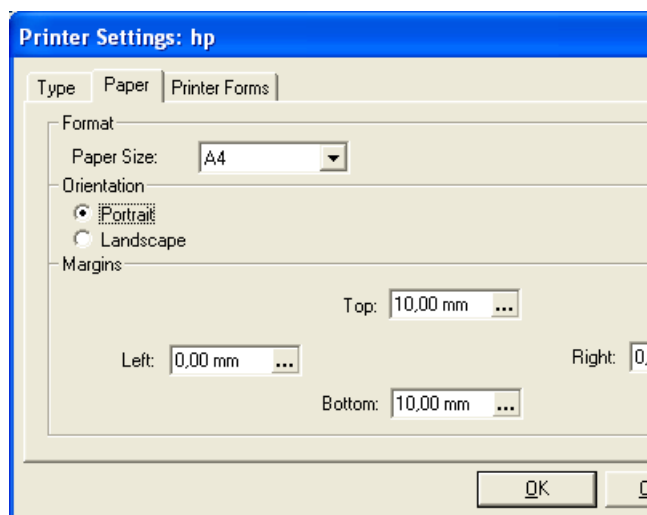 Printer Settings: hp
Type Paper Printer Forms
Format
Paper Size: A4
Orientation
Portrait
Landscape
Margins
Top: 10,00 mm ...
Left: 0,00 mm ... Right: 0,
Bottom: 10,00 mm ...
OK